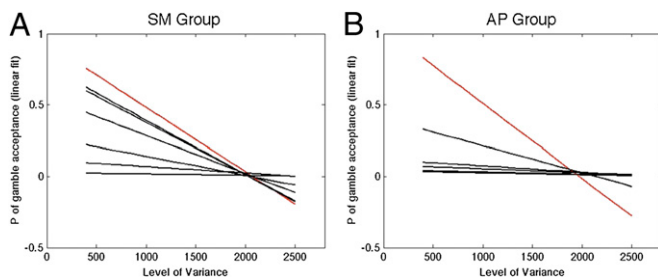 A
SM Group
P of gamble acceptance (linear fit)
1
0.5
0
-0.5
0
500
1000
1500
2000
2500
Level of Variance
B
AP Group
P of gamble acceptance (linear fit)
1
0.5
0
-0.5
0
500
1000
1500
2000
2500
Level of Variance